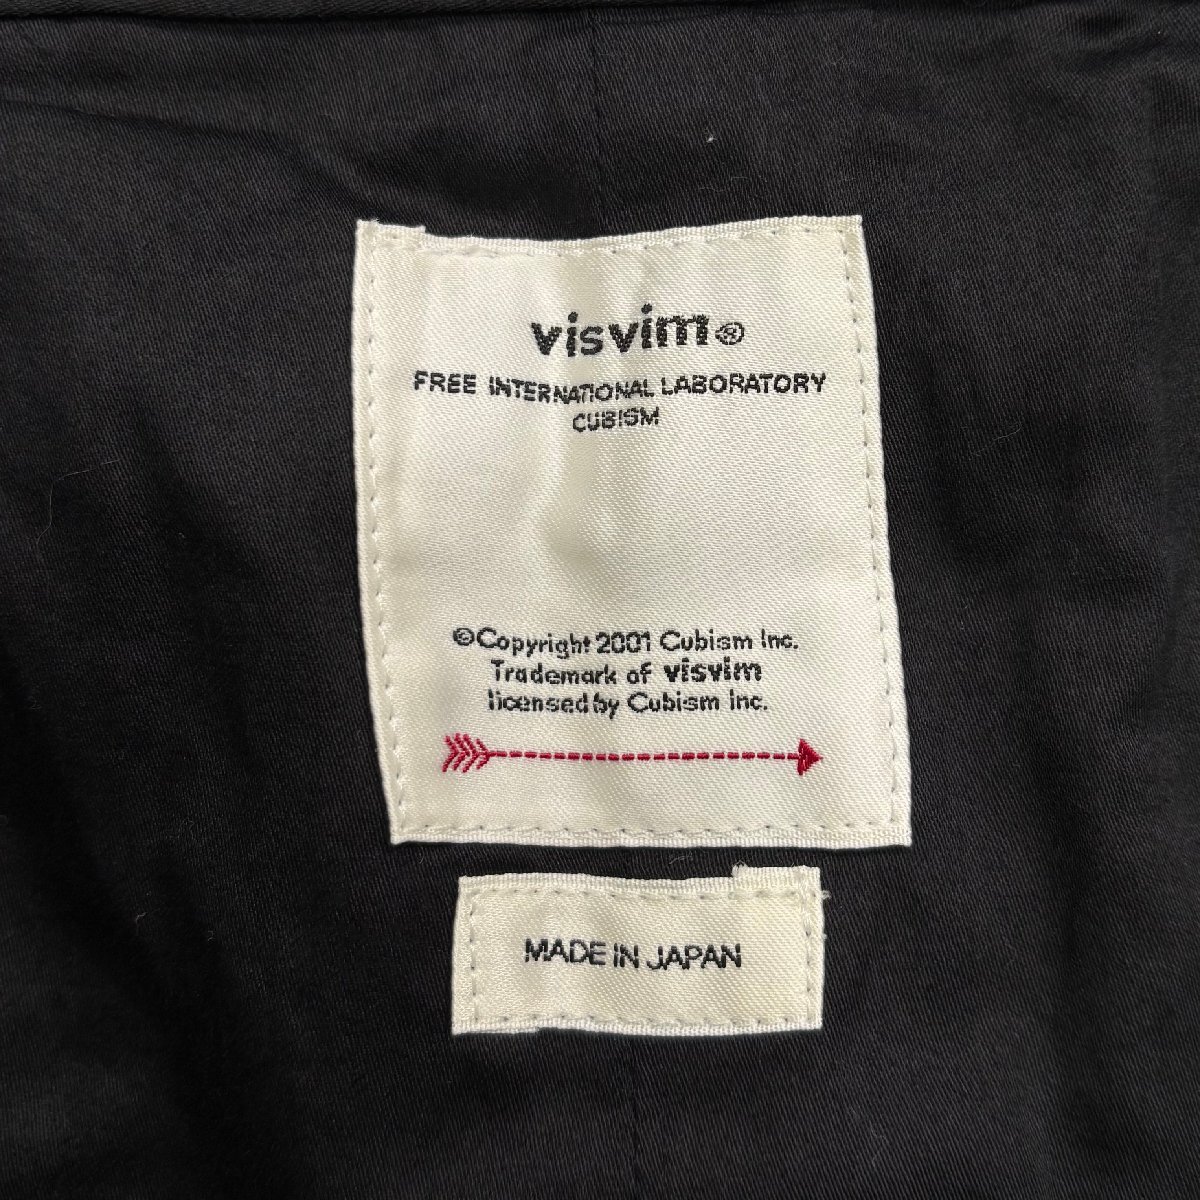 visvim®
FREE INTERNATIONAL LABORATORY
CUBISM
©Copyright 2001 Cubism Inc.
Trademark of visvim
licensed by Cubism Inc.
MADE IN JAPAN